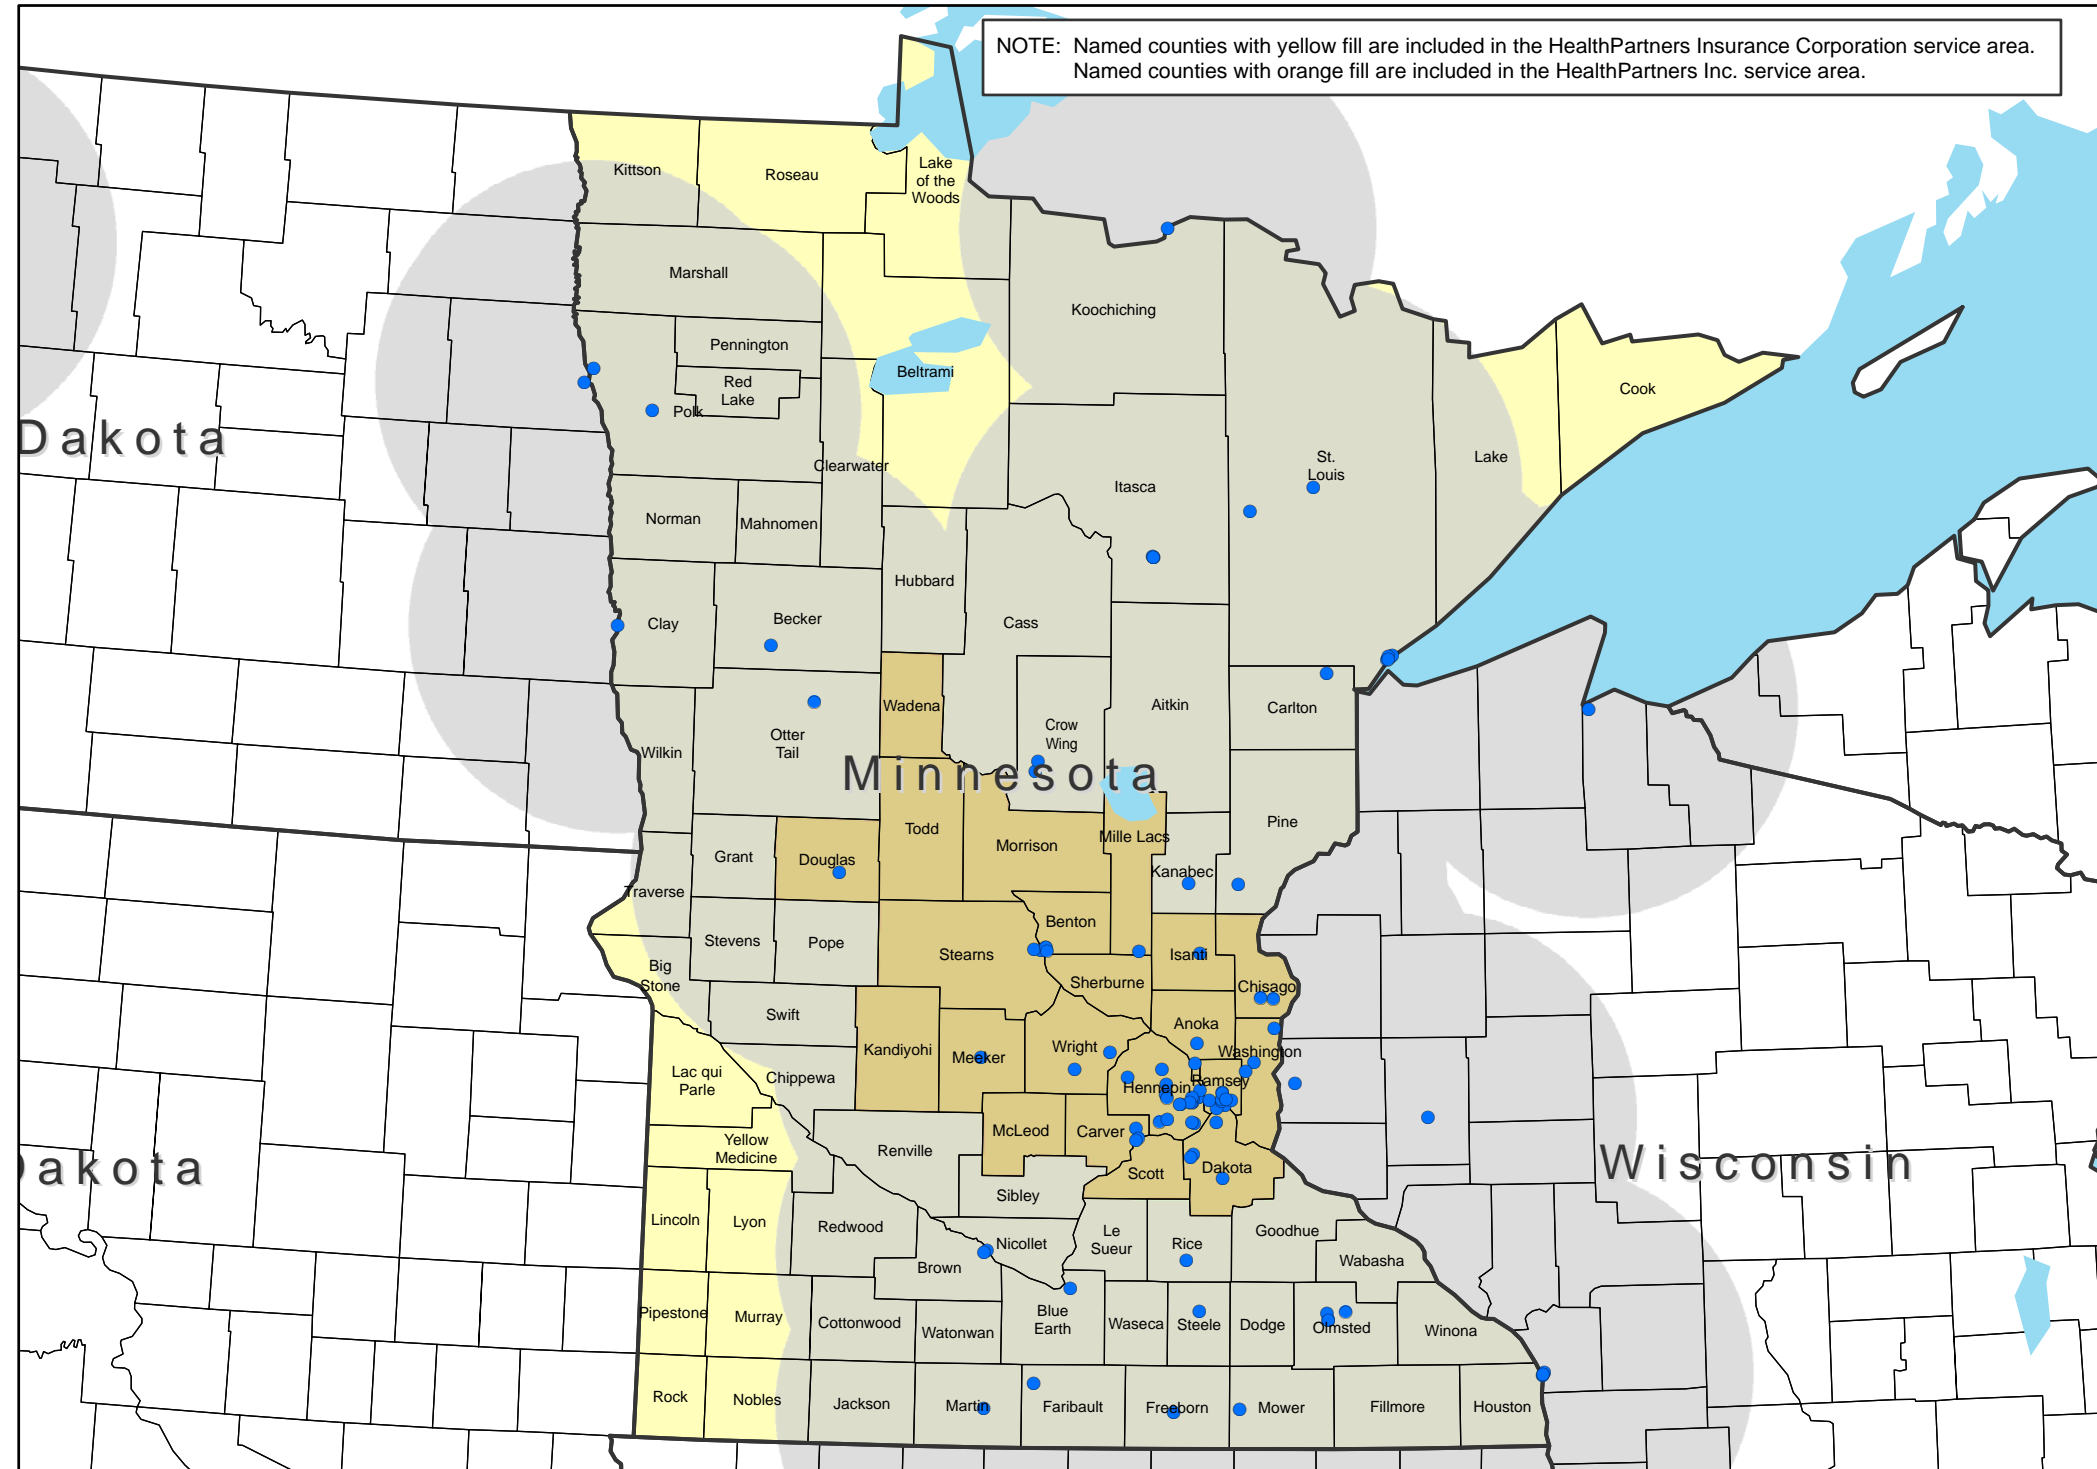 NOTE: Named counties with yellow fill are included in the HealthPartners Insurance Corporation service area.
Named counties with orange fill are included in the HealthPartners Inc. service area.
Kittson
Roseau
Lake
of the
Woods
Marshall
Koochiching
Pennington
Red
Lake
Beltrami
Cook
Polk
Dakota
Clearwater
St.
Louis
Lake
Itasca
Norman
Mahnomen
Hubbard
Clay
Becker
Cass
Wadena
Aitkin
Carlton
Crow
Wing
Otter
Tail
Wilkin
Minnesota
Pine
Todd
Morrison
Mille Lacs
Grant
Douglas
Kanabec
Traverse
Benton
Stevens
Pope
Stearns
Isanti
Big
Stone
Sherburne
Chisago
Swift
Anoka
Kandiyohi
Meeker
Wright
Washington
Lac qui
Parle
Chippewa
Hennepin
Ramsey
McLeod
Carver
Yellow
Medicine
Renville
Scott
Dakota
Dakota
Wisconsin
Sibley
Lincoln
Lyon
Redwood
Nicollet
Le
Sueur
Rice
Goodhue
Brown
Wabasha
Pipestone
Murray
Cottonwood
Watonwan
Blue
Earth
Waseca
Steele
Dodge
Olmsted
Winona
Rock
Nobles
Jackson
Martin
Faribault
Freeborn
Mower
Fillmore
Houston